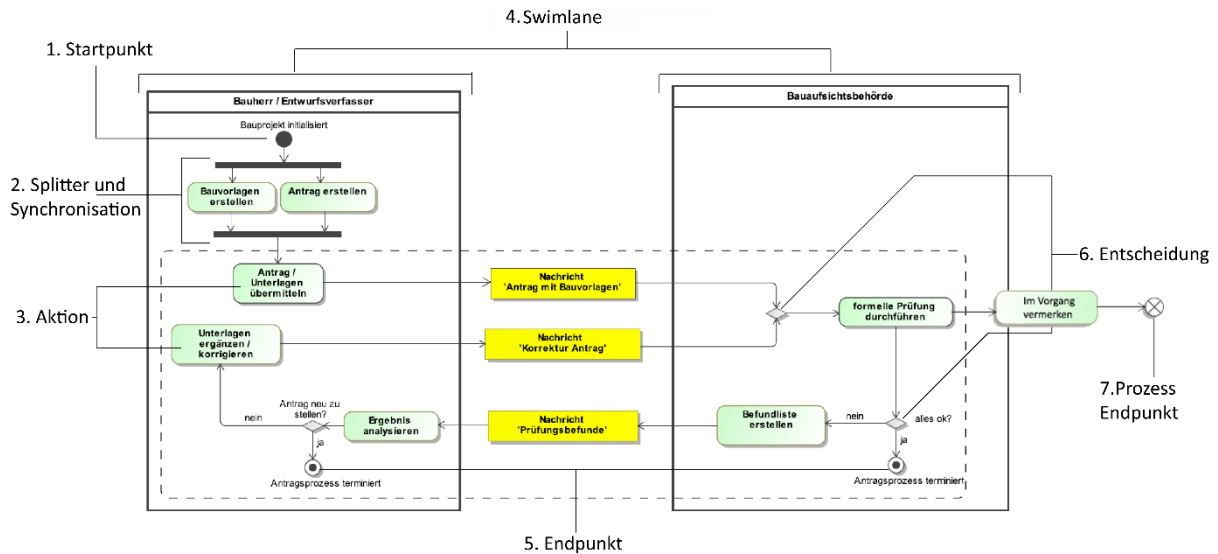 4.Swimlane
1. Startpunkt
Bauherr / Entwurfsverfasser
Bauaufsichtsbehörde
Bauprojekt initialisiert
2. Splitter und
Synchronisation
Bauvorlagen
erstellen
Antrag erstellen
3. Aktion
Antrag /
Unterlagen
übermitteln
Nachricht
'Antrag mit Bauvorlagen'
6. Entscheidung
formelle Prüfung
durchführen
Im Vorgang
vermerken
Unterlagen
ergänzen /
korrigieren
Nachricht
'Korrektur Antrag'
7.Prozess
Endpunkt
Antrag neu zu
stellen?
nein
ja
Ergebnis
analysieren
Nachricht
'Prüfungsbefunde'
Befundliste
erstellen
nein
alles ok?
ja
Antragsprozess terminiert
Antragsprozess terminiert
5. Endpunkt